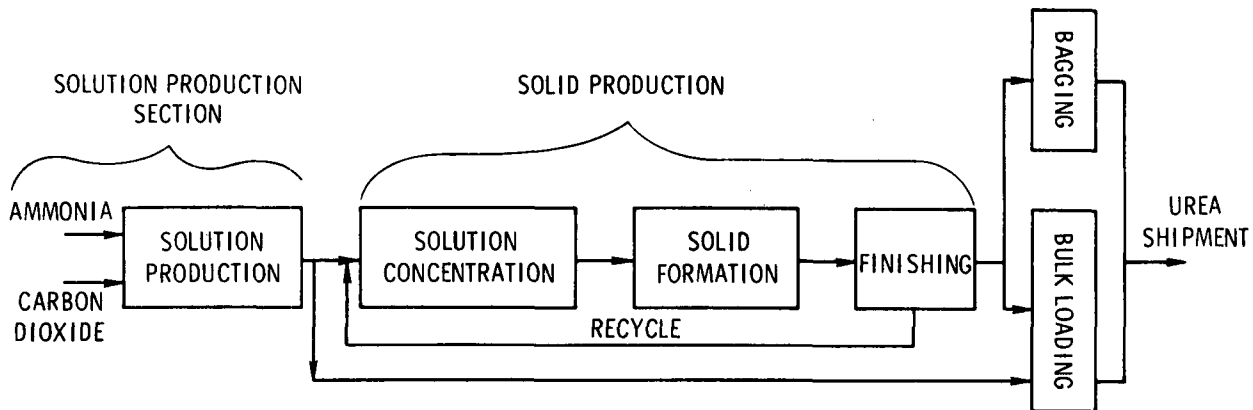 SOLUTION PRODUCTION
SECTION
SOLID PRODUCTION
BAGGING
AMMONIA
CARBON
DIOXIDE
SOLUTION
PRODUCTION
SOLUTION
CONCENTRATION
SOLID
FORMATION
FINISHING
RECYCLE
BULK LOADING
UREA
SHIPMENT